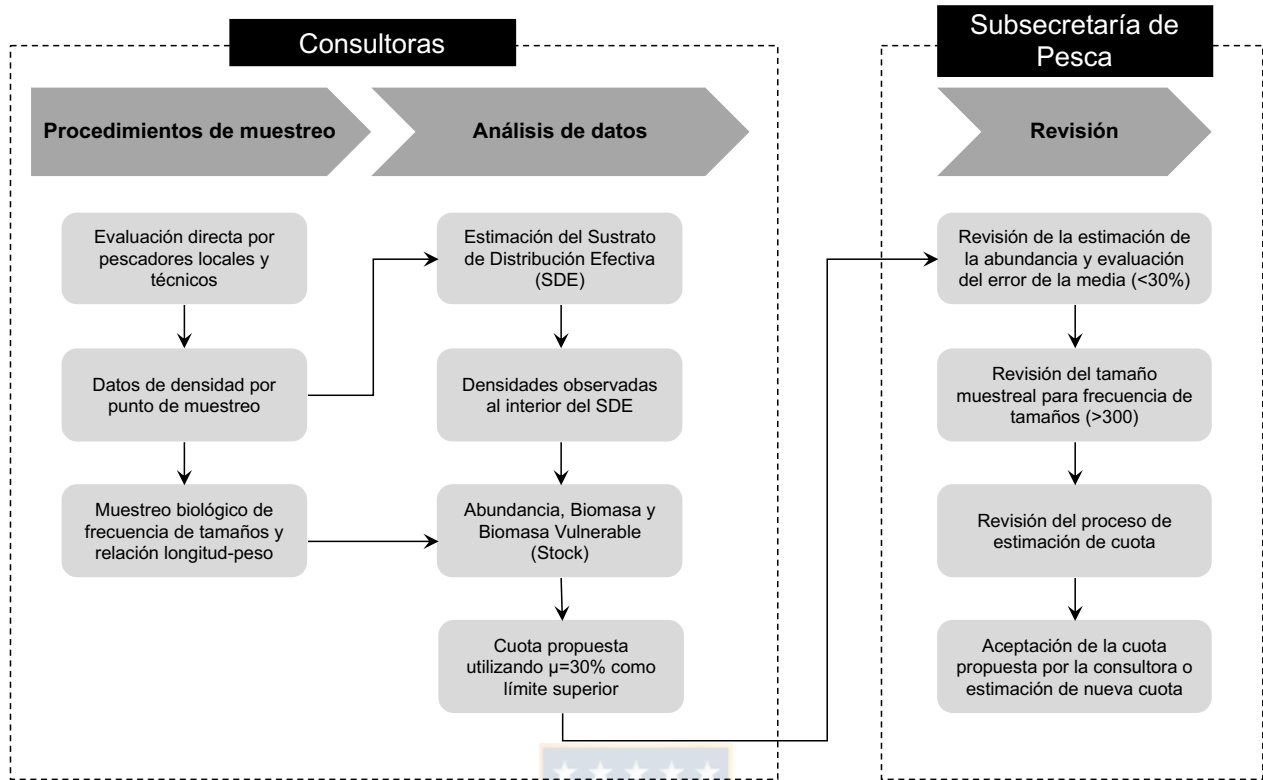 Consultoras
Procedimientos de muestreo
Análisis de datos
Evaluación directa por
pescadores locales y
técnicos
Datos de densidad por
punto de muestreo
Muestreo biológico de
frecuencia de tamaños y
relación longitud-peso
Estimación del Sustrato
de Distribución Efectiva
(SDE)
Densidades observadas
al interior del SDE
Abundancia, Biomasa y
Biomasa Vulnerable
(Stock)
Cuota propuesta
utilizando µ=30% como
límite superior
Subsecretaría de
Pesca
Revisión
Revisión de la estimación de
la abundancia y evaluación
del error de la media (<30%)
Revisión del tamaño
muestreal para frecuencia de
tamaños (>300)
Revisión del proceso de
estimación de cuota
Aceptación de la cuota
propuesta por la consultora o
estimación de nueva cuota